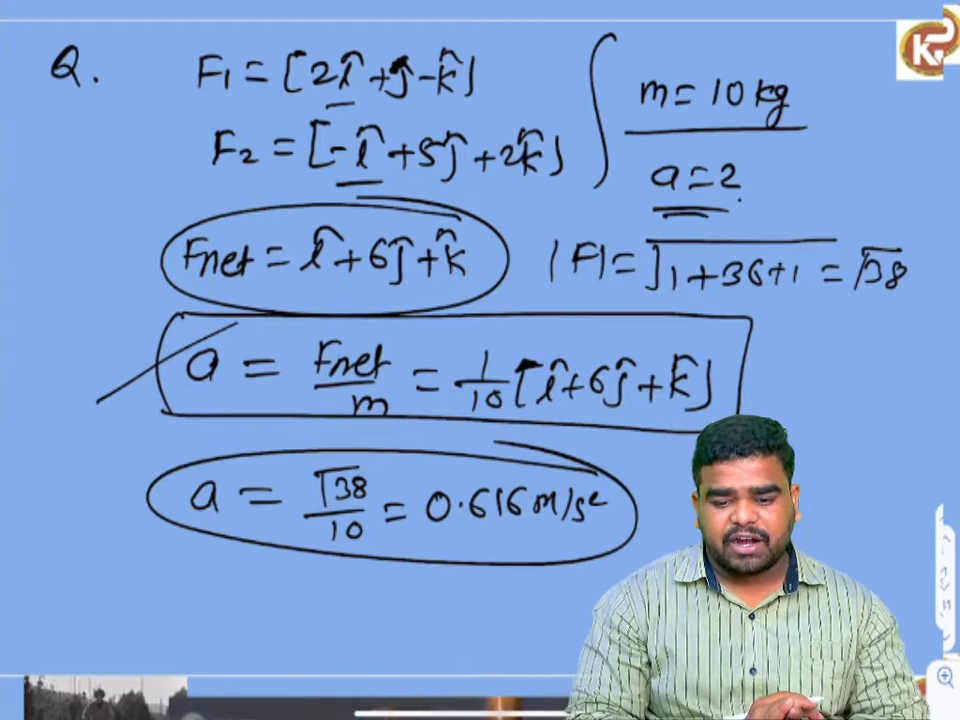 Q. F1 = [2î + ĵ - k̂]
F2 = [-î + 5ĵ + 2k̂]
m = 10 kg
a = 2
Fnet = î + 6ĵ + k̂
|F| = √1 + 36 + 1 = √38
a = Fnet/m = 1/10 [î + 6ĵ + k̂]
a = √38/10 = 0.616 m/s²
K